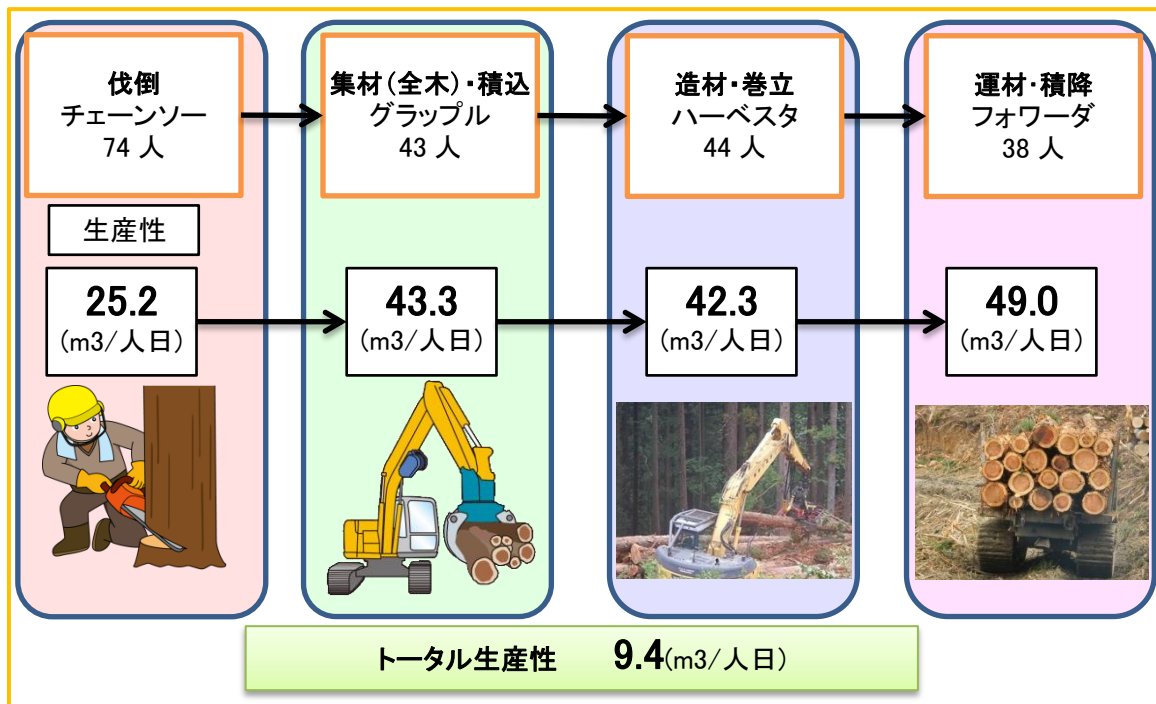 伐倒
チェーンソー
74 人
集材(全木)・積込
グラップル
43 人
造材・巻立
ハーベスタ
44 人
運材・積降
フォワーダ
38 人
生産性
25.2
(m3/人日)
43.3
(m3/人日)
42.3
(m3/人日)
49.0
(m3/人日)
トータル生産性 9.4(m3/人日)